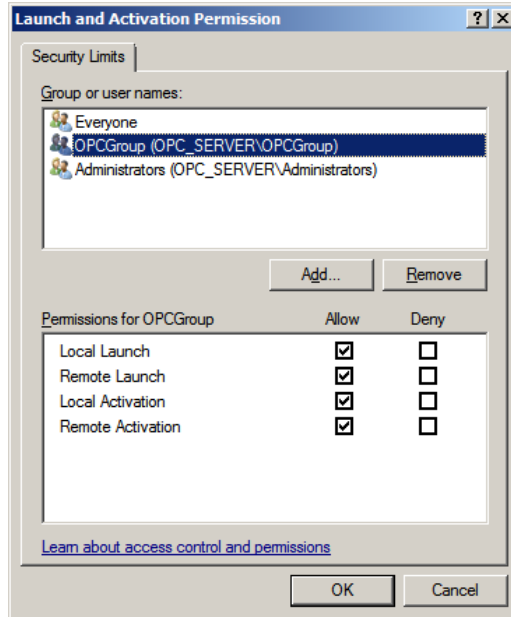 Launch and Activation Permission
Security Limits
Group or user names:
Everyone
OPCGroup (OPC_SERVER\OPCGroup)
Administrators (OPC_SERVER\Administrators)
Add... Remove
Permissions for OPCGroup Allow Deny
Local Launch
Remote Launch
Local Activation
Remote Activation
Learn about access control and permissions
OK Cancel